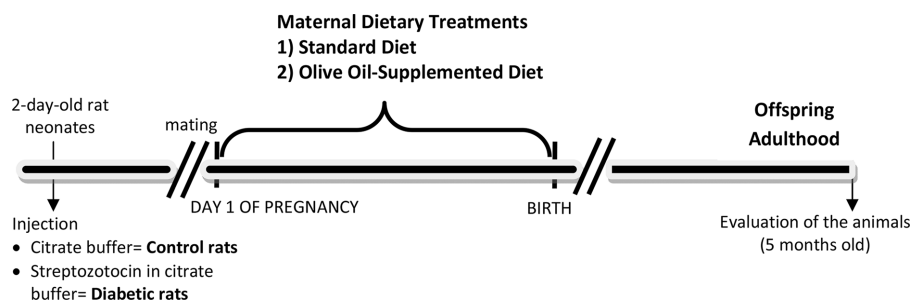 Maternal Dietary Treatments
1) Standard Diet
2) Olive Oil-Supplemented Diet
2-day-old rat
neonates
mating
Offspring
Adulthood
DAY 1 OF PREGNANCY
BIRTH
Injection
• Citrate buffer= Control rats
• Streptozotocin in citrate
buffer= Diabetic rats
Evaluation of the animals
(5 months old)